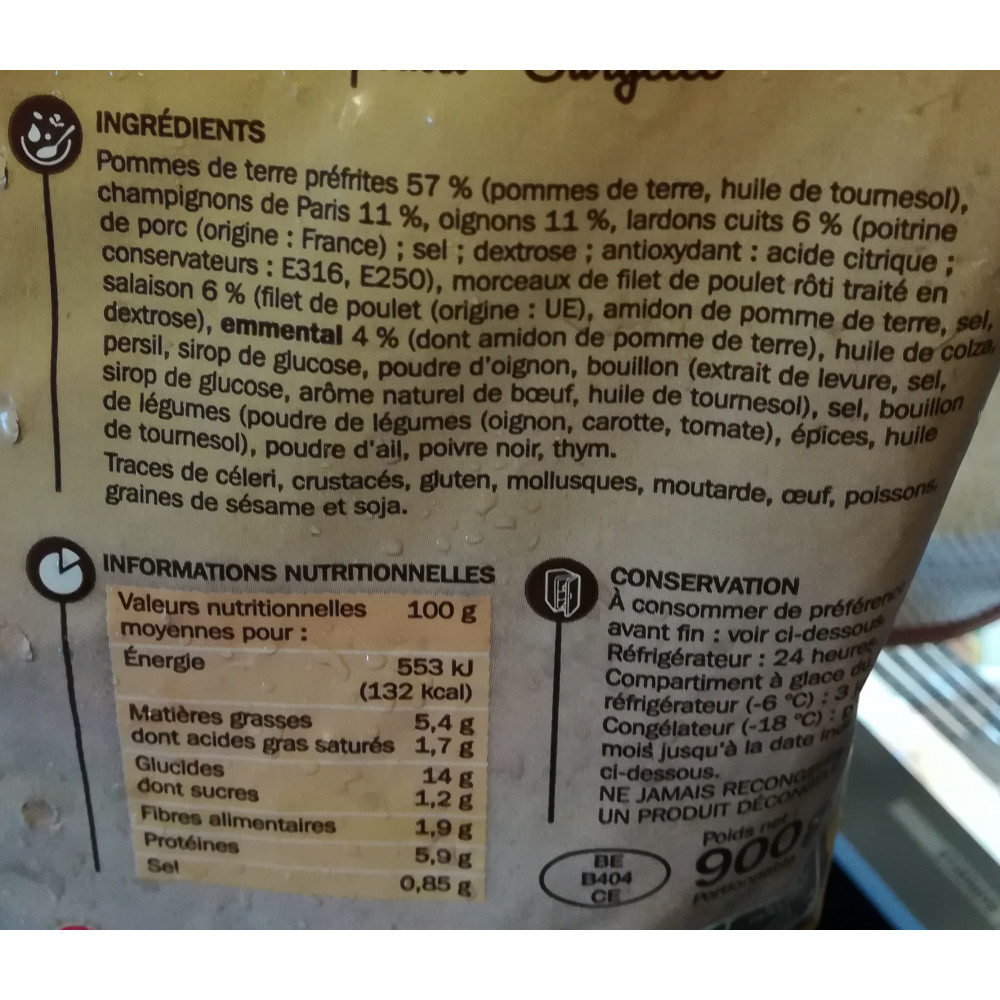 INGRÉDIENTS
Pommes de terre préfrites 57 % (pommes de terre, huile de tournesol),
champignons de Paris 11 %, oignons 11 %, lardons cuits 6 % (poitrine
de porc (origine : France) ; sel ; dextrose ; antioxydant : acide citrique ;
conservateurs : E316, E250), morceaux de filet de poulet rôti traité en
salaison 6 % (filet de poulet (origine : UE), amidon de pomme de terre, sel,
dextrose), emmental 4 % (dont amidon de pomme de terre), huile de colza,
persil, sirop de glucose, poudre d'oignon, bouillon (extrait de levure, sel,
sirop de glucose, arôme naturel de bœuf, huile de tournesol), sel, bouillon
de légumes (poudre de légumes (oignon, carotte, tomate), épices, huile
de tournesol), poudre d'ail, poivre noir, thym.
Traces de céleri, crustacés, gluten, mollusques, moutarde, œuf, poissons,
graines de sésame et soja.
INFORMATIONS NUTRITIONNELLES
Valeurs nutritionnelles 100 g
moyennes pour :
Énergie 553 kJ
(132 kcal)
Matières grasses 5,4 g
dont acides gras saturés 1,7 g
Glucides 14 g
dont sucres 1,2 g
Fibres alimentaires 1,9 g
Protéines 5,9 g
Sel 0,85 g
CONSERVATION
À consommer de
avant fin : voir ci-dessous
Réfrigérateur : 24 heures
Compartiment à glace du
réfrigérateur (-6 °C) : 3
Congélateur (-18 °C) :
mois jusqu'à la date
ci-dessous.
NE JAMAIS
UN PRODUIT
Poids net
900 g
BE
B404
CE